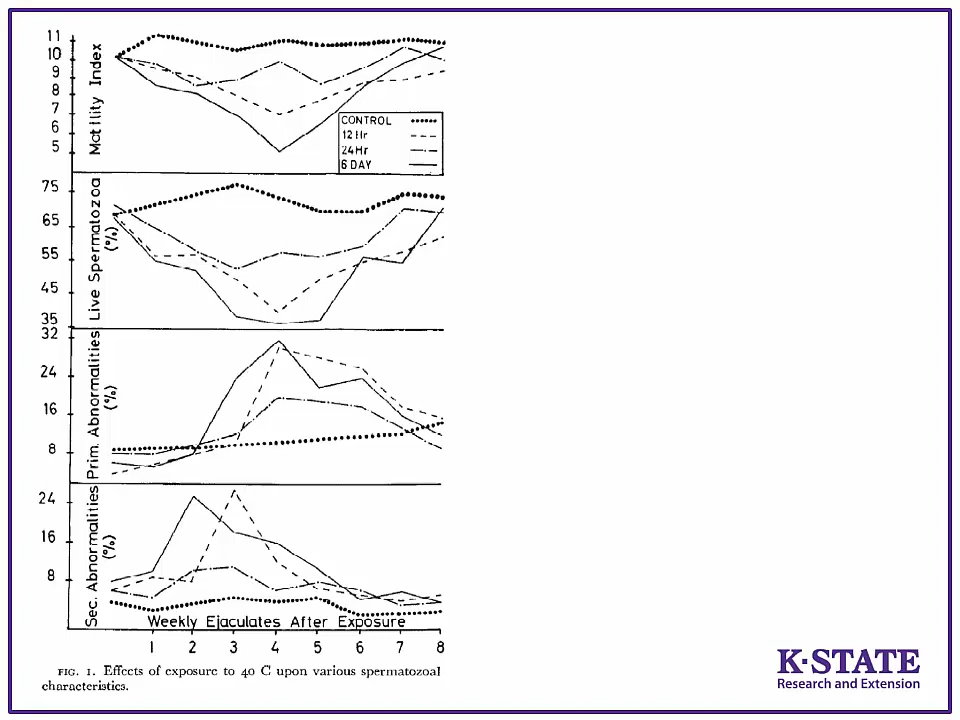 11
10
9
8
7
6
5
Motility Index
CONTROL
12 Hr
24Hr
6 DAY
75
65
55
45
35
Live Spermatozoa
(%)
32
24
16
8
Prim. Abnormalities
(%)
24
16
8
Sec. Abnormalities
(%)
Weekly Ejaculates After Exposure
1 2 3 4 5 6 7 8
FIG. 1. Effects of exposure to 40 C upon various spermatozoal
characteristics.
K-STATE
Research and Extension